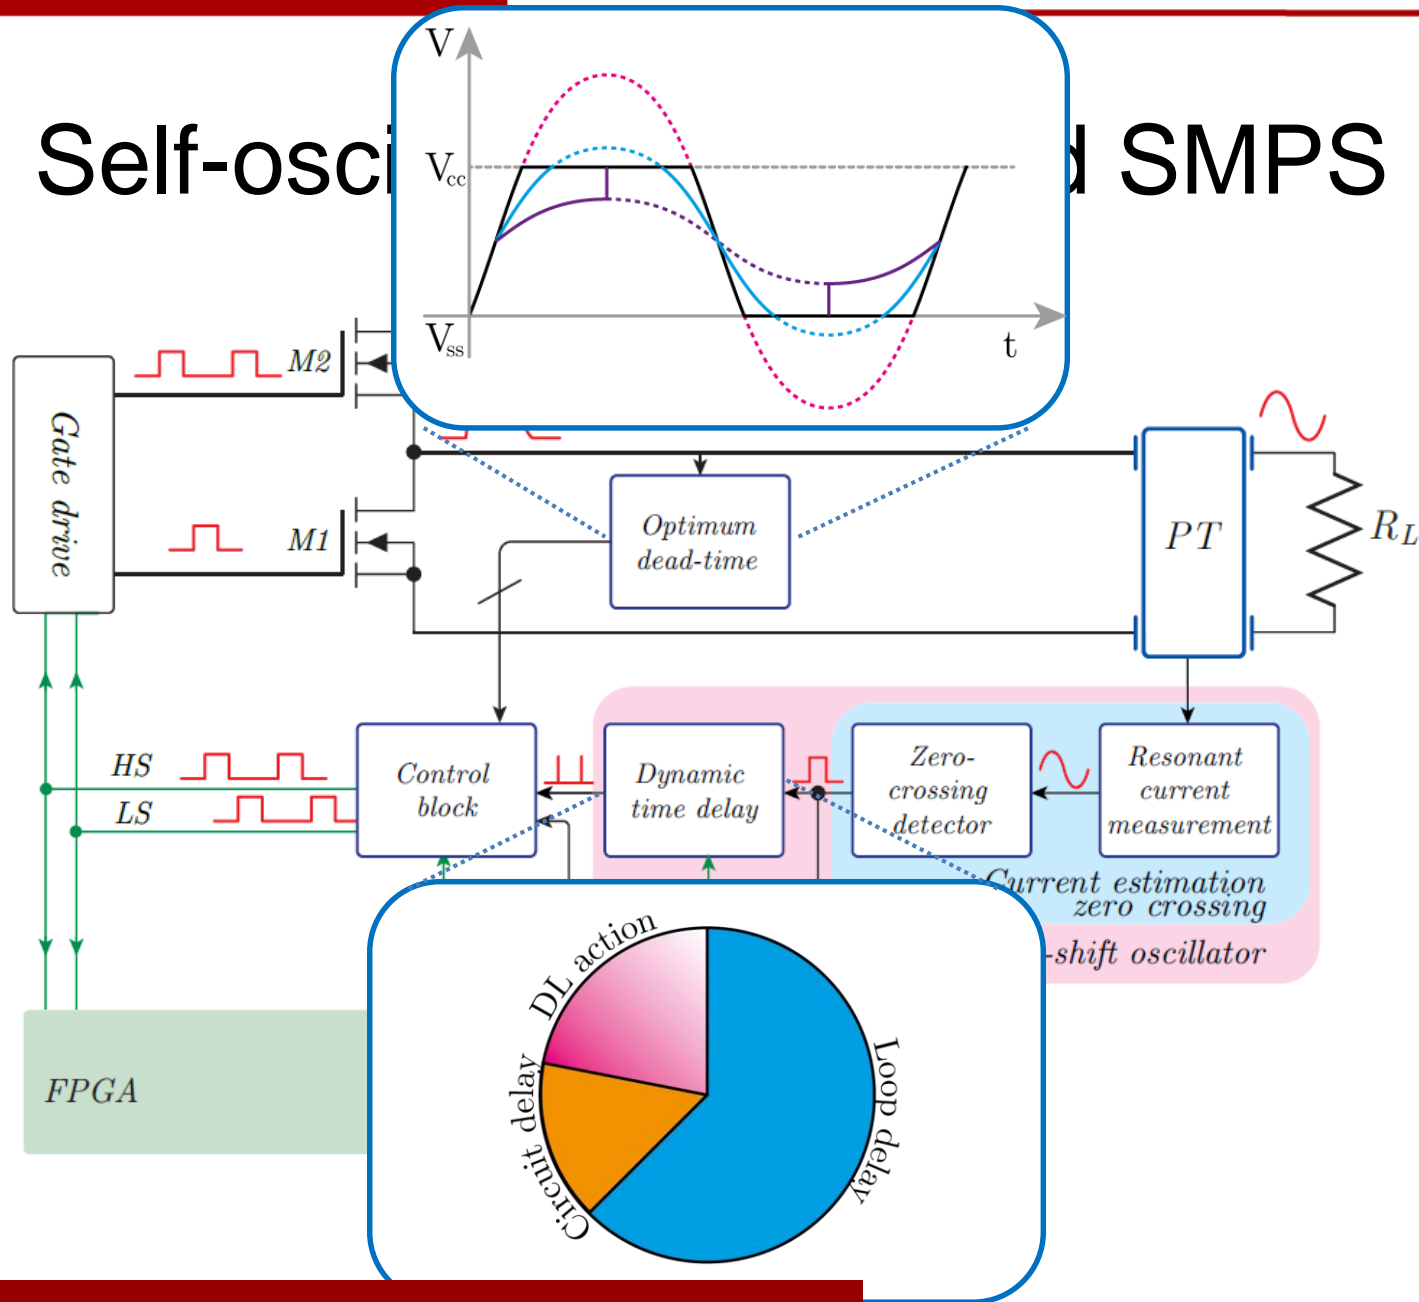 Self-osci
d SMPS
V
Vcc
Vss
t
M2
Gate drive
M1
Optimum
dead-time
PT
RL
HS
LS
Control
block
Dynamic
time delay
Zero-
crossing
detector
Resonant
current
measurement
Current estimation
zero crossing
-shift oscillator
FPGA
DL action
Circuit delay
Loop delay